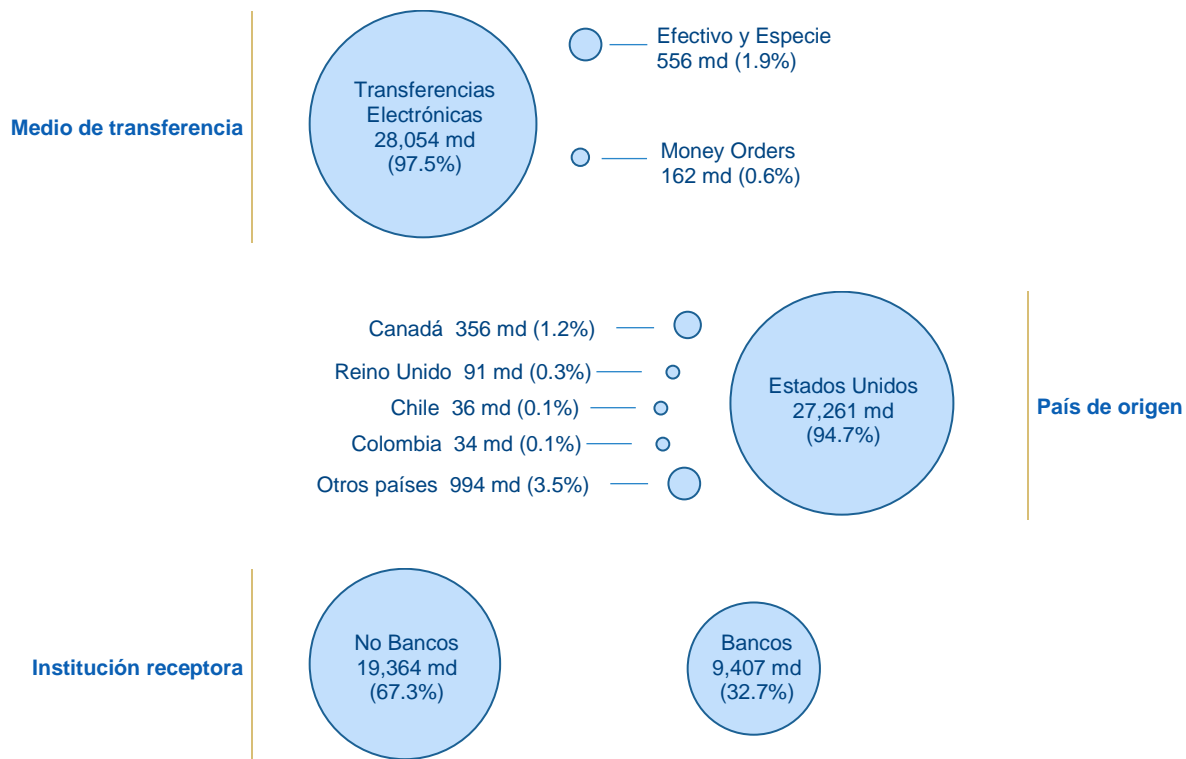 Medio de transferencia
Transferencias
Electrónicas
28,054 md
(97.5%)
Efectivo y Especie
556 md (1.9%)
Money Orders
162 md (0.6%)
Canadá  356 md (1.2%)
Reino Unido  91 md (0.3%)
Chile  36 md (0.1%)
Colombia  34 md (0.1%)
Otros países  994 md (3.5%)
Estados Unidos
27,261 md
(94.7%)
País de origen
Institución receptora
No Bancos
19,364 md
(67.3%)
Bancos
9,407 md
(32.7%)